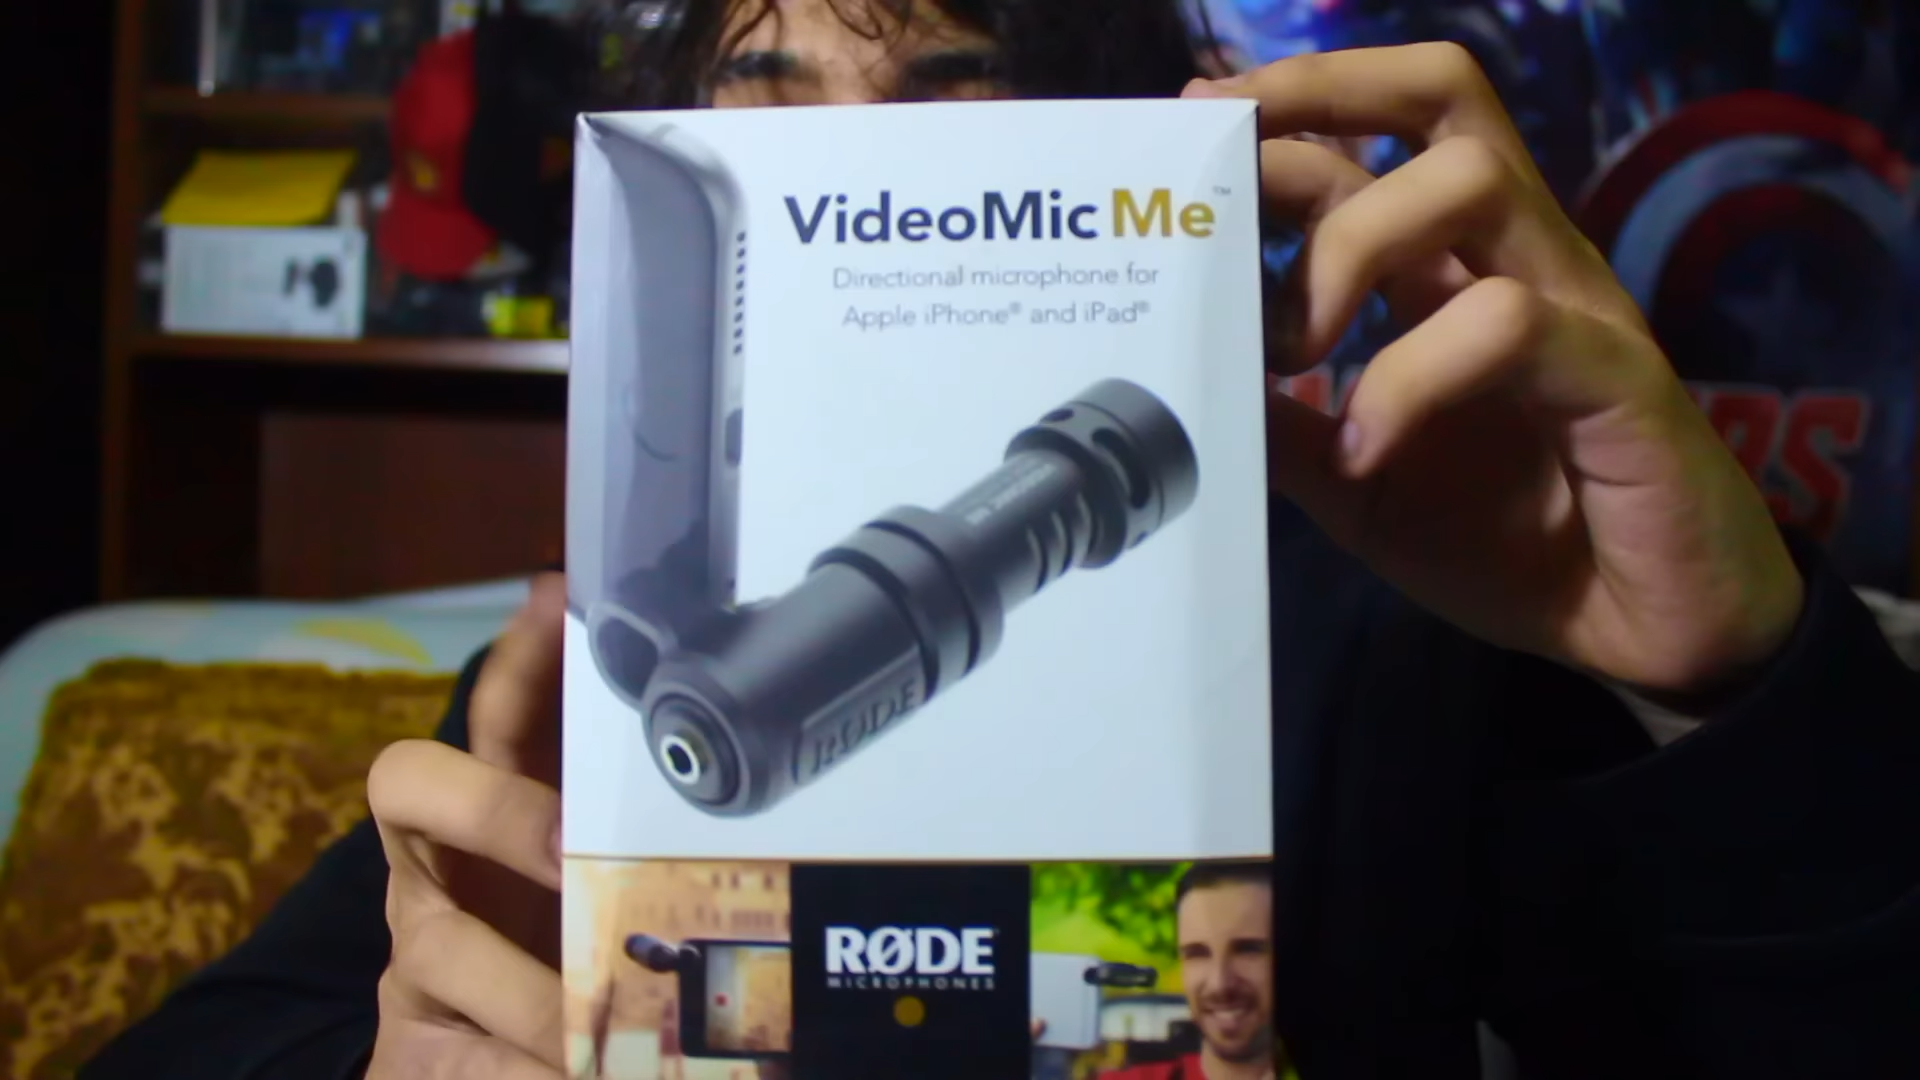 VideoMic Me™
Directional microphone for
Apple iPhone® and iPad®
RØDE
RØDE
MICROPHONES